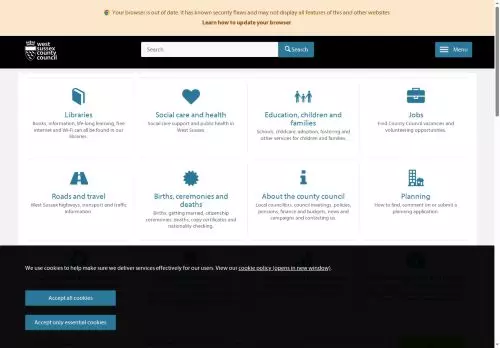 Your browser is out of date. It has known security flaws and may not display all features of this and other websites.
Learn how to update your browser
west
sussex
county
council
Search
Search
Menu
Libraries
Books, information, life-long learning, free
internet and Wi-Fi can all be found in our
libraries.
Social care and health
Social care support and public health in
West Sussex.
Education, children and
families
Schools, childcare, adoption, fostering and
other services for children and families.
Jobs
Find County Council vacancies and
volunteering opportunities.
Roads and travel
West Sussex highways, transport and traffic
information.
Births, ceremonies and
deaths
Births, getting married, citizenship
ceremonies, deaths, copy certificates and
nationality checking.
About the county council
Local councillors, council meetings, policies,
pensions, finance and budgets, news and
campaigns and contacting us.
Planning
How to find, comment on or submit a
planning application.
We use cookies to help make sure we deliver services effectively for our users. View our cookie policy (opens in new window).
Accept all cookies
Accept only essential cookies